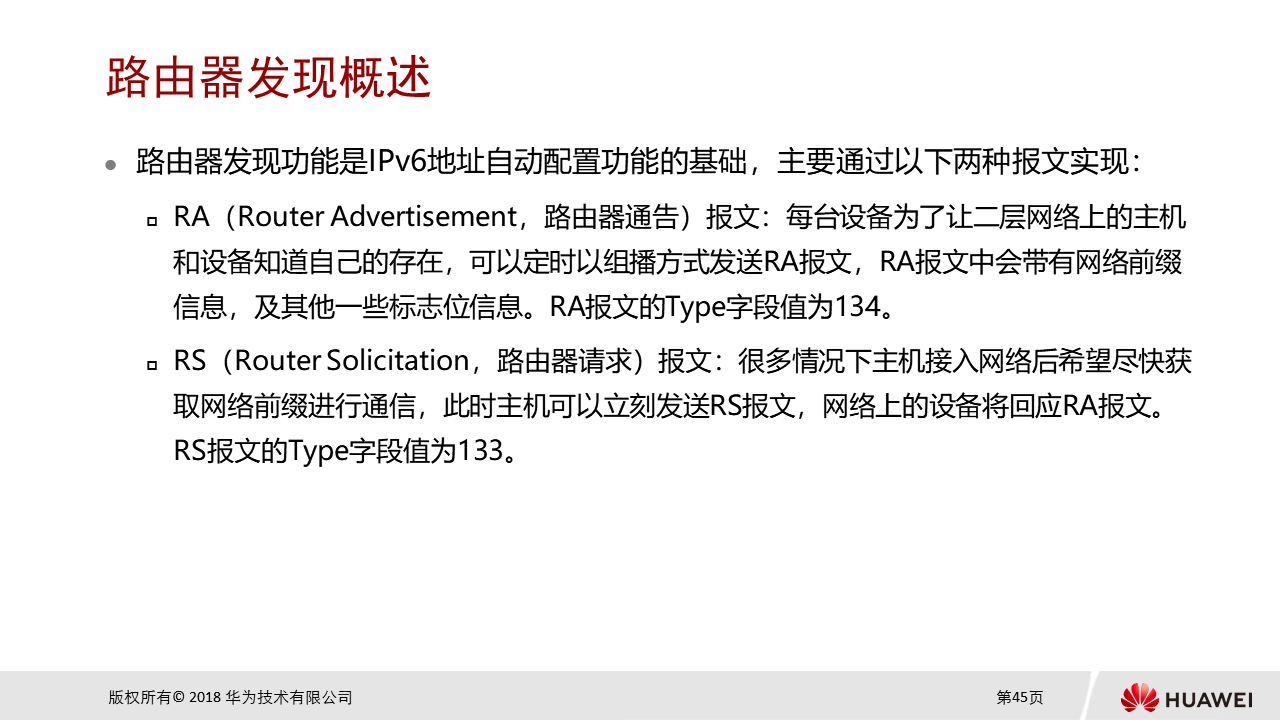 路由器发现概述
路由器发现功能是IPv6地址自动配置功能的基础，主要通过以下两种报文实现：
RA（Router Advertisement，路由器通告）报文：每台设备为了让二层网络上的主机
和设备知道自己的存在，可以定时以组播方式发送RA报文，RA报文中会带有网络前缀
信息，及其他一些标志位信息。RA报文的Type字段值为134。
RS（Router Solicitation，路由器请求）报文：很多情况下主机接入网络后希望尽快获
取网络前缀进行通信，此时主机可以立刻发送RS报文，网络上的设备将回应RA报文。
RS报文的Type字段值为133。
版权所有© 2018 华为技术有限公司
第45页
HUAWEI